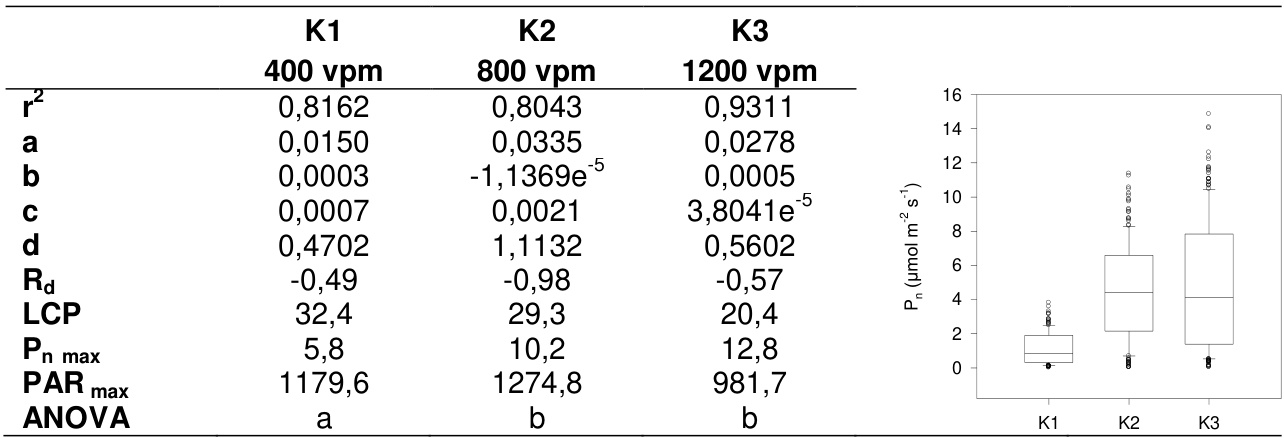 K1 K2 K3
400 vpm 800 vpm 1200 vpm
r² 0,8162 0,8043 0,9311
a 0,0150 0,0335 0,0278
b 0,0003 -1,1369e⁻⁵ 0,0005
c 0,0007 0,0021 3,8041e⁻⁵
d 0,4702 1,1132 0,5602
R_d -0,49 -0,98 -0,57
LCP 32,4 29,3 20,4
P_n max 5,8 10,2 12,8
PAR_max 1179,6 1274,8 981,7
ANOVA a b b
P_n (µmol m⁻² s⁻¹)
16
14
12
10
8
6
4
2
0
K1 K2 K3